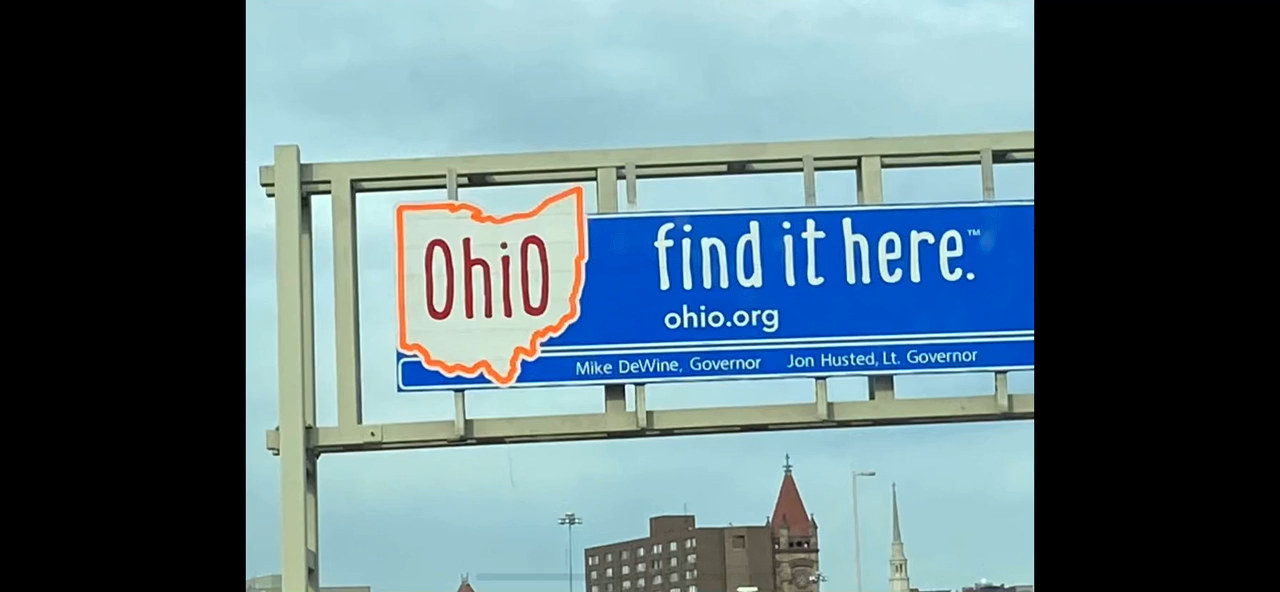 OhiO
find it here.™
ohio.org
Mike DeWine, Governor Jon Husted, Lt. Governor